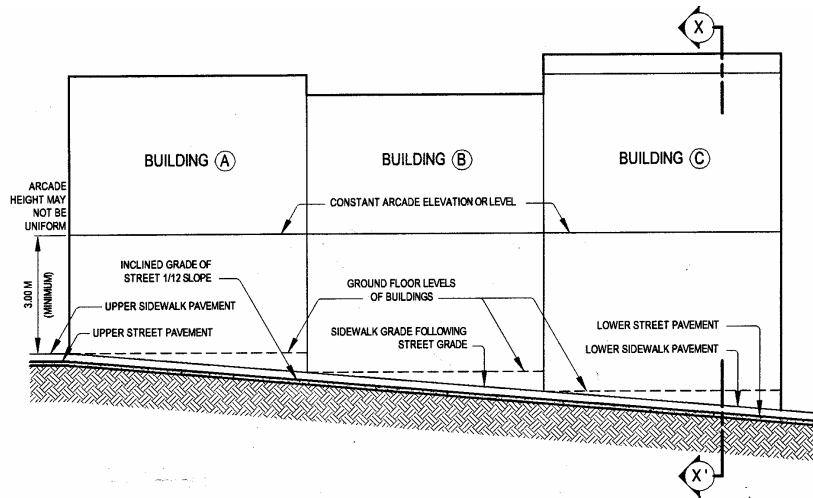 X
BUILDING A
BUILDING B
BUILDING C
ARCADE
HEIGHT MAY
NOT BE
UNIFORM
CONSTANT ARCADE ELEVATION OR LEVEL
3.00 M
(MINIMUM)
INCLINED GRADE OF
STREET 1/12 SLOPE
UPPER SIDEWALK PAVEMENT
UPPER STREET PAVEMENT
GROUND FLOOR LEVELS
OF BUILDINGS
SIDEWALK GRADE FOLLOWING
STREET GRADE
LOWER STREET PAVEMENT
LOWER SIDEWALK PAVEMENT
X'